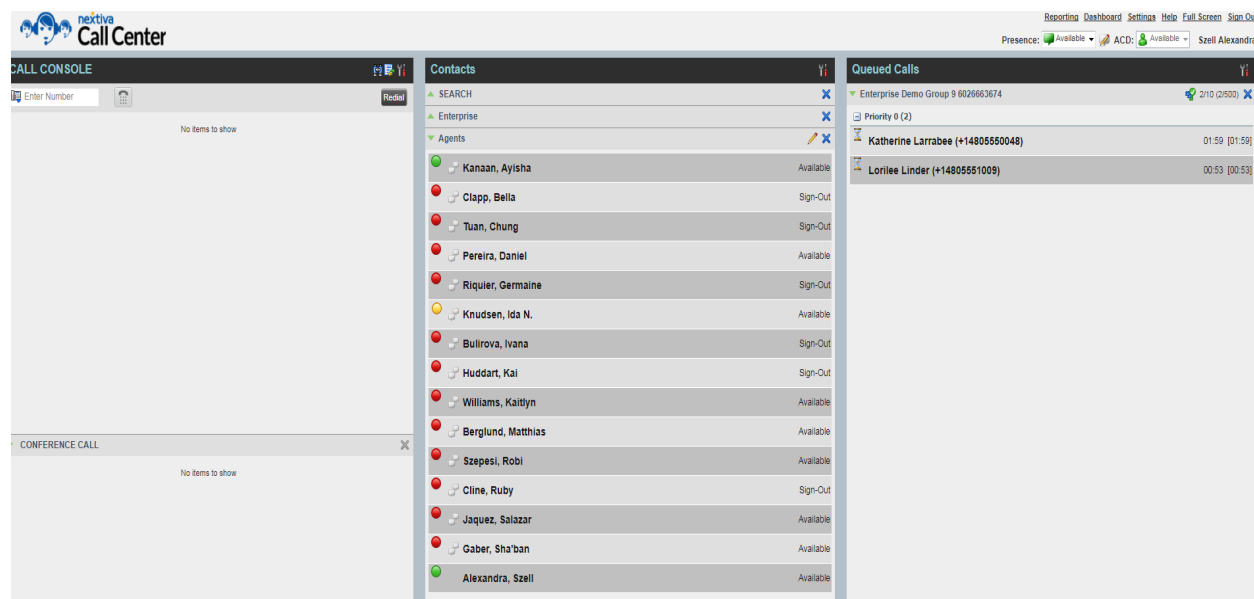 nextiva
Call Center
Reporting Dashboard Settings Help Full Screen Sign Ou
Presence: Available ACD: Available Szell Alexandra
CALL CONSOLE
Enter Number
Redial
No items to show
CONFERENCE CALL
No items to show
Contacts
SEARCH
Enterprise
Agents
Kanaan, Ayisha Available
Clapp, Bella Sign-Out
Tuan, Chung Sign-Out
Pereira, Daniel Available
Riquier, Germaine Sign-Out
Knudsen, Ida N. Available
Bulirova, Ivana Sign-Out
Huddart, Kai Sign-Out
Williams, Kaitlyn Available
Berglund, Matthias Available
Szepesi, Robi Available
Cline, Ruby Sign-Out
Jaquez, Salazar Available
Gaber, Sha'ban Available
Alexandra, Szell Available
Queued Calls
Enterprise Demo Group 9 6026663674 2/10 (2/500)
Priority 0 (2)
Katherine Larrabee (+14805550048) 01:59 [01:59]
Lorilee Linder (+14805551009) 00:53 [00:53]